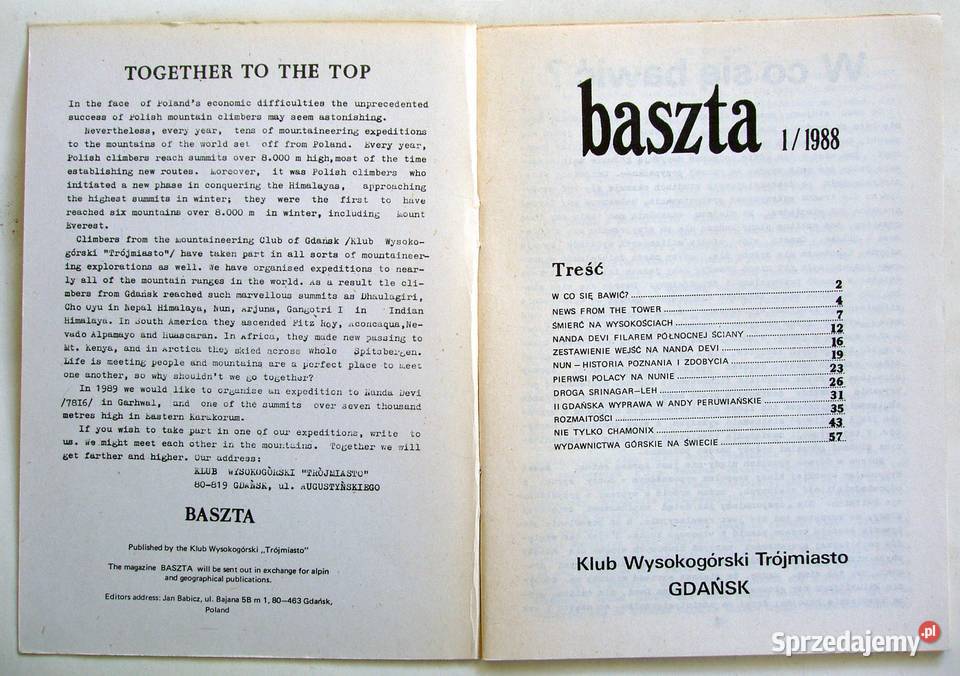 TOGETHER TO THE TOP
In the face of Poland's economic difficulties the unprecedented
success of Polish mountain climbers may seem astonishing.
Nevertheless, every year, tens of mountaineering expeditions
to the mountains of the world set off from Poland. Every year,
Polish climbers reach summits over 8.000 m high,most of the time
establishing new routes. Moreover, it was Polish climbers who
initiated a new phase in conquering the Himalayas, approaching
the highest summits in winter; they were the first to have
reached six mountains over 8.000 m in winter, including Mount
Everest.
Climbers from the Mountaineering Club of Gdańsk /Klub Wysoko-
górski "Trójmiasto"/ have taken part in all sorts of mountaineer-
ing explorations as well. We have organised expeditions to near-
ly all of the mountain ranges in the world. As a result tle cli-
mbers from Gdańsk reached such marvellous summits as Dhaulagiri,
Cho Oyu in Nepal Himalaya, Nun, Arjuna, Gangotri I in Indian
Himalaya. In South America they ascended Fitz Roy, Aconcaqua,Ne-
vado Alpamayo and Huascaran. In Africa, they made new passing to
Mt. Kenya, and in Arctica they skied across whole Spitsbergen.
Life is meeting people and mountains are a perfect place to meet
one another, so why shouldn't we go together?
In 1989 we would like to organize an expedition to Nanda Devi
/7816/ in Garhwal, and one of the summits over seven thousand
metres high in Eastern Karakorum.
If you wish to take part in one of our expeditions, write to
us. We might meet each other in the mountains. Together we will
get farther and higher. Our address:
KLUB WYSOKOGÓRSKI "TRÓJMIASTO"
80-819 GDAŃSK, ul. AUGUSTYŃSKIEGO
BASZTA
Published by the Klub Wysokogórski „Trójmiasto"
The magazine BASZTA will be sent out in exchange for alpin
and geographical publications.
Editors address: Jan Babicz, ul. Bajana 5B m 1, 80—463 Gdańsk,
Poland
W co się bawić?
baszta 1/1988
Treść
W CO SIĘ BAWIĆ? 2
NEWS FROM THE TOWER 4
ŚMIERĆ NA WYSOKOŚCIACH 7
NANDA DEVI FILAREM PÓŁNOCNEJ ŚCIANY 12
ZESTAWIENIE WEJŚĆ NA NANDA DEVI 16
NUN — HISTORIA POZNANIA I ZDOBYCIA 19
PIERWSI POLACY NA NUNIE 23
DROGA SRINAGAR—LEH 26
II GDAŃSKA WYPRAWA W ANDY PERUWIAŃSKIE 31
ROZMAITOŚCI 35
NIE TYLKO CHAMONIX 43
WYDAWNICTWA GÓRSKIE NA ŚWIECIE 57
Klub Wysokogórski Trójmiasto
GDAŃSK
Sprzedajemy.pl